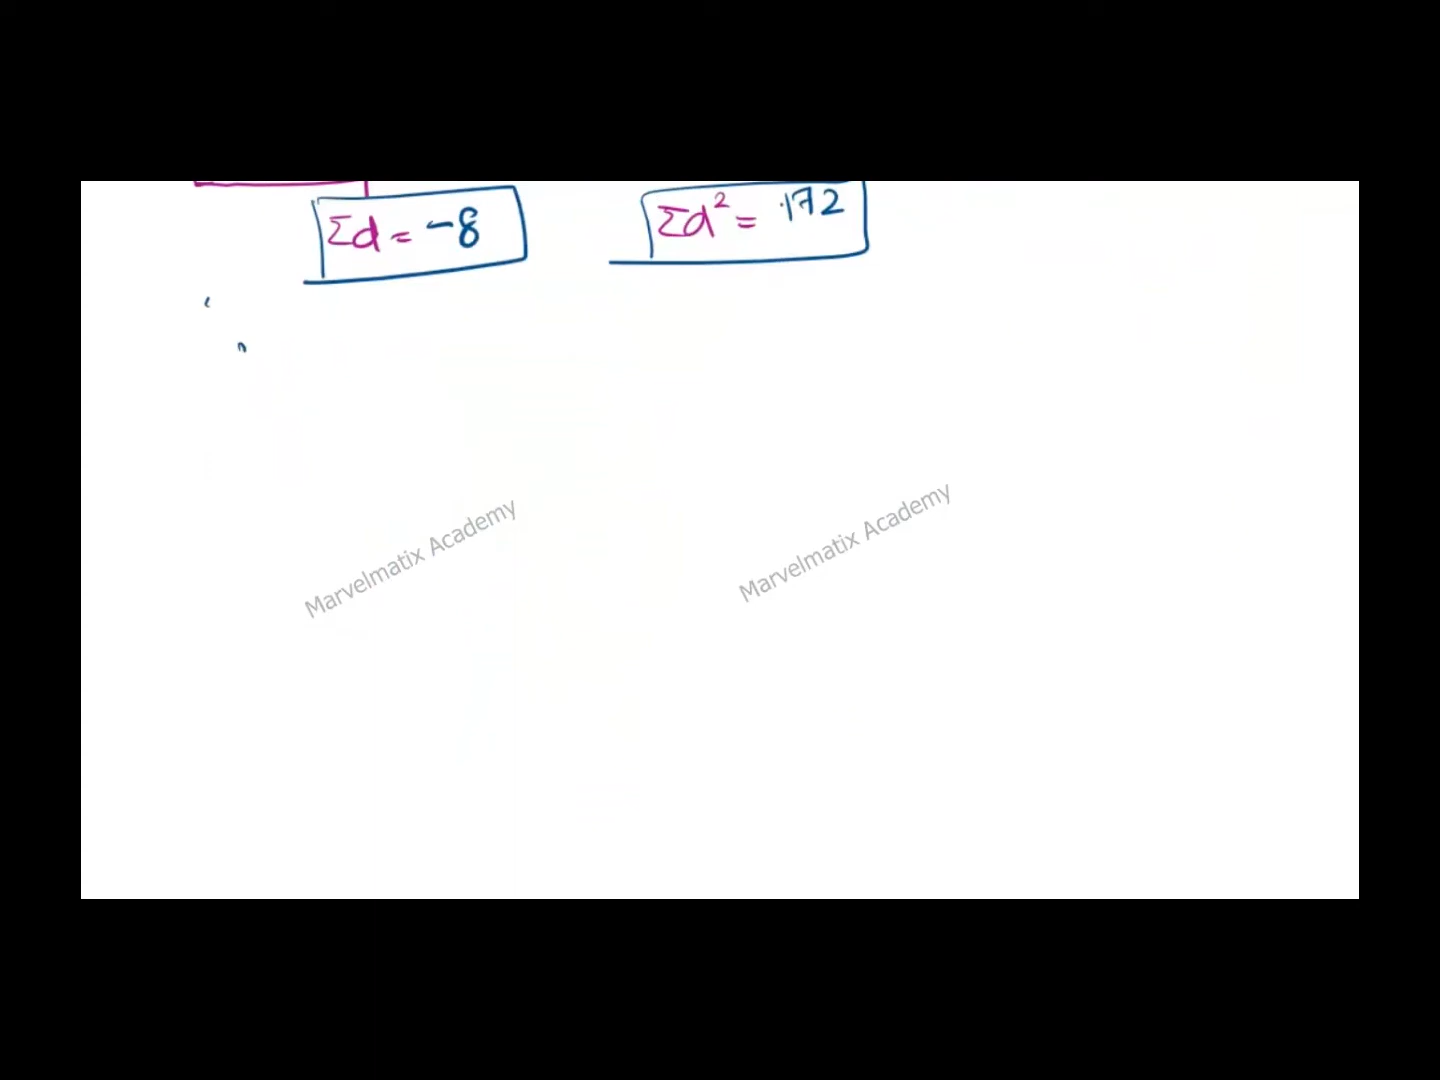 Σd = -8
Σd² = 172
Marvelmatix Academy
Marvelmatix Academy